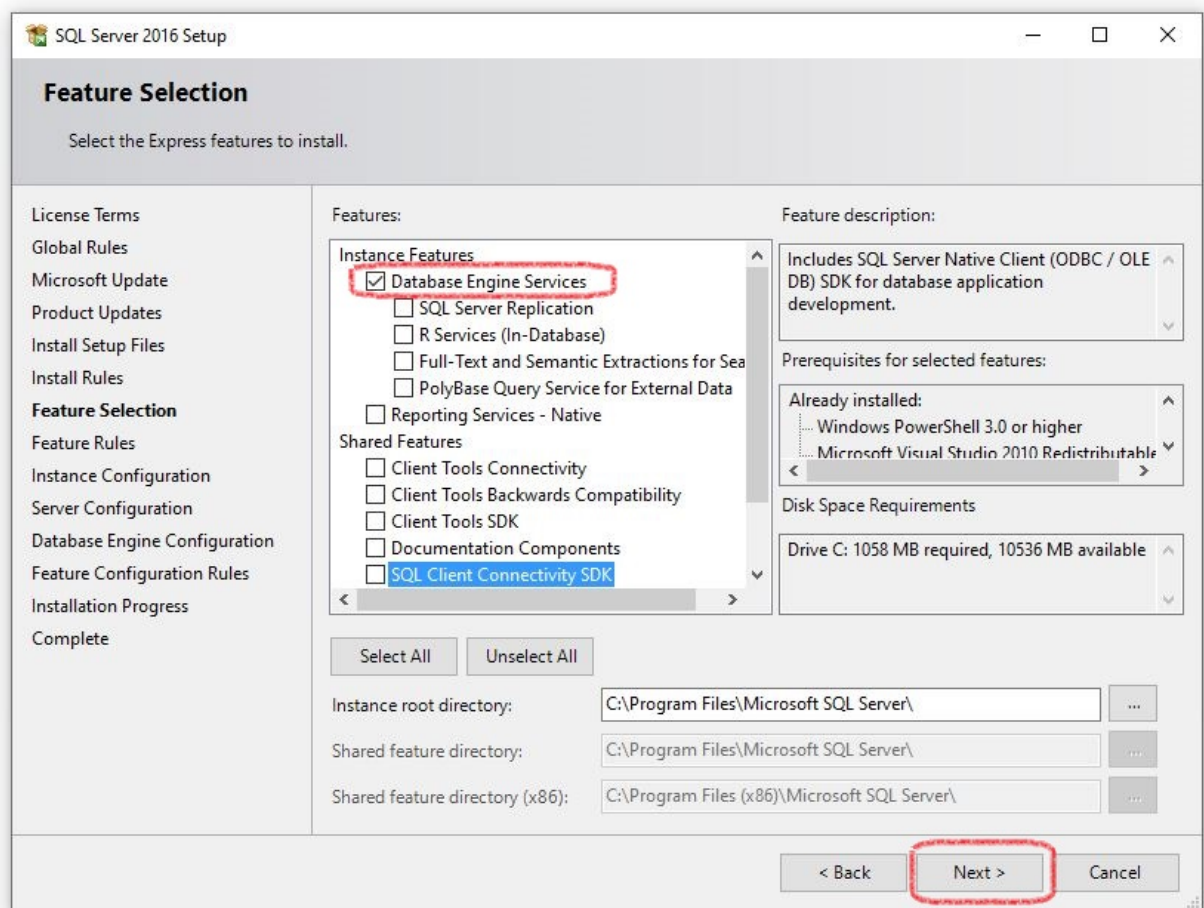 SQL Server 2016 Setup
Feature Selection
Select the Express features to install.
License Terms
Global Rules
Microsoft Update
Product Updates
Install Setup Files
Install Rules
Feature Selection
Feature Rules
Instance Configuration
Server Configuration
Database Engine Configuration
Feature Configuration Rules
Installation Progress
Complete
Features:
Instance Features
Database Engine Services
SQL Server Replication
R Services (In-Database)
Full-Text and Semantic Extractions for Sea
PolyBase Query Service for External Data
Reporting Services - Native
Shared Features
Client Tools Connectivity
Client Tools Backwards Compatibility
Client Tools SDK
Documentation Components
SQL Client Connectivity SDK
Feature description:
Includes SQL Server Native Client (ODBC / OLE
DB) SDK for database application
development.
Prerequisites for selected features:
Already installed:
Windows PowerShell 3.0 or higher
Microsoft Visual Studio 2010 Redistributable
Disk Space Requirements
Drive C: 1058 MB required, 10536 MB available
Select All
Unselect All
Instance root directory:
C:\Program Files\Microsoft SQL Server\
...
Shared feature directory:
C:\Program Files\Microsoft SQL Server\
...
Shared feature directory (x86):
C:\Program Files (x86)\Microsoft SQL Server\
...
< Back
Next >
Cancel